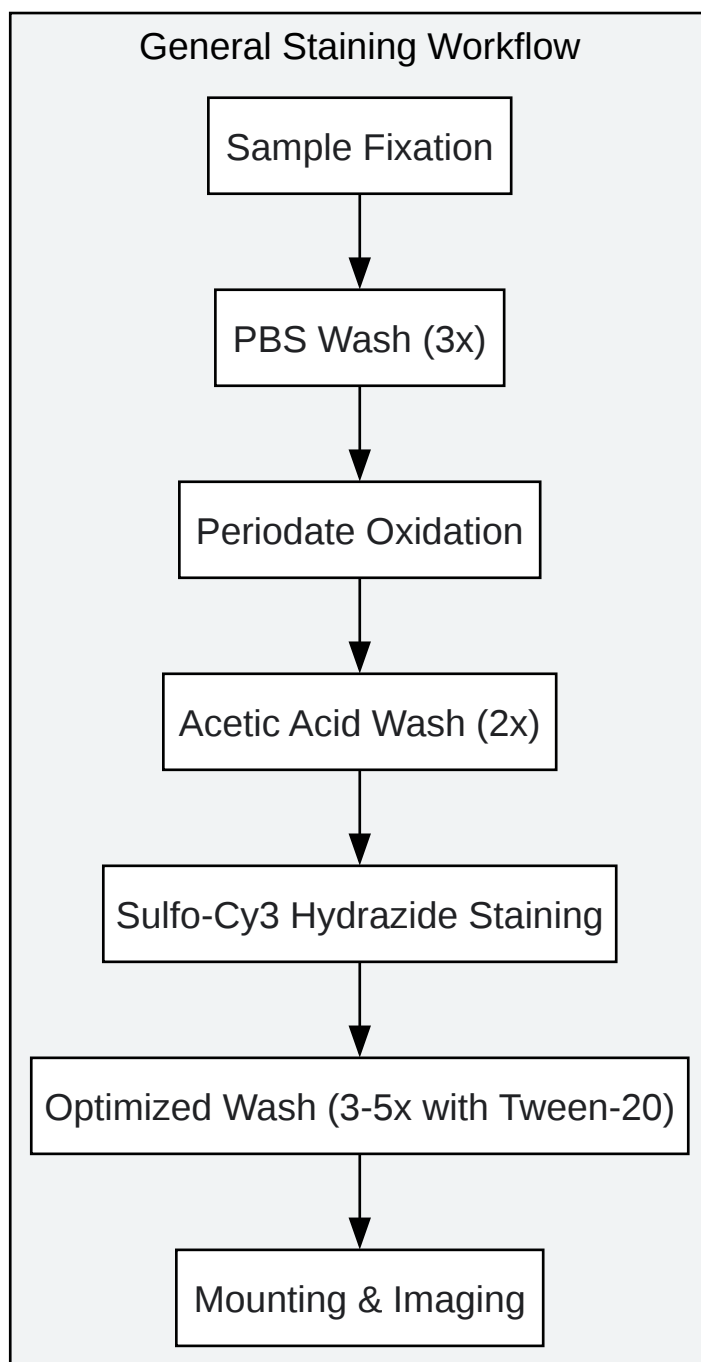 General Staining Workflow
Sample Fixation
PBS Wash (3x)
Periodate Oxidation
Acetic Acid Wash (2x)
Sulfo-Cy3 Hydrazide Staining
Optimized Wash (3-5x with Tween-20)
Mounting & Imaging